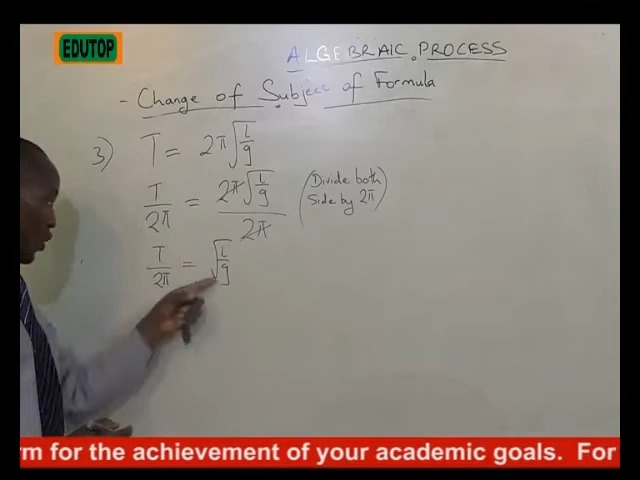 EDUTOP
ALGEBRAIC PROCESS
- Change of Subject of Formula
3) T = 2π√(L/g)
T/2π = 2π√(L/g)/2π (Divide both
Side by 2π)
T/2π = √(L/g)
rm for the achievement of your academic goals. For